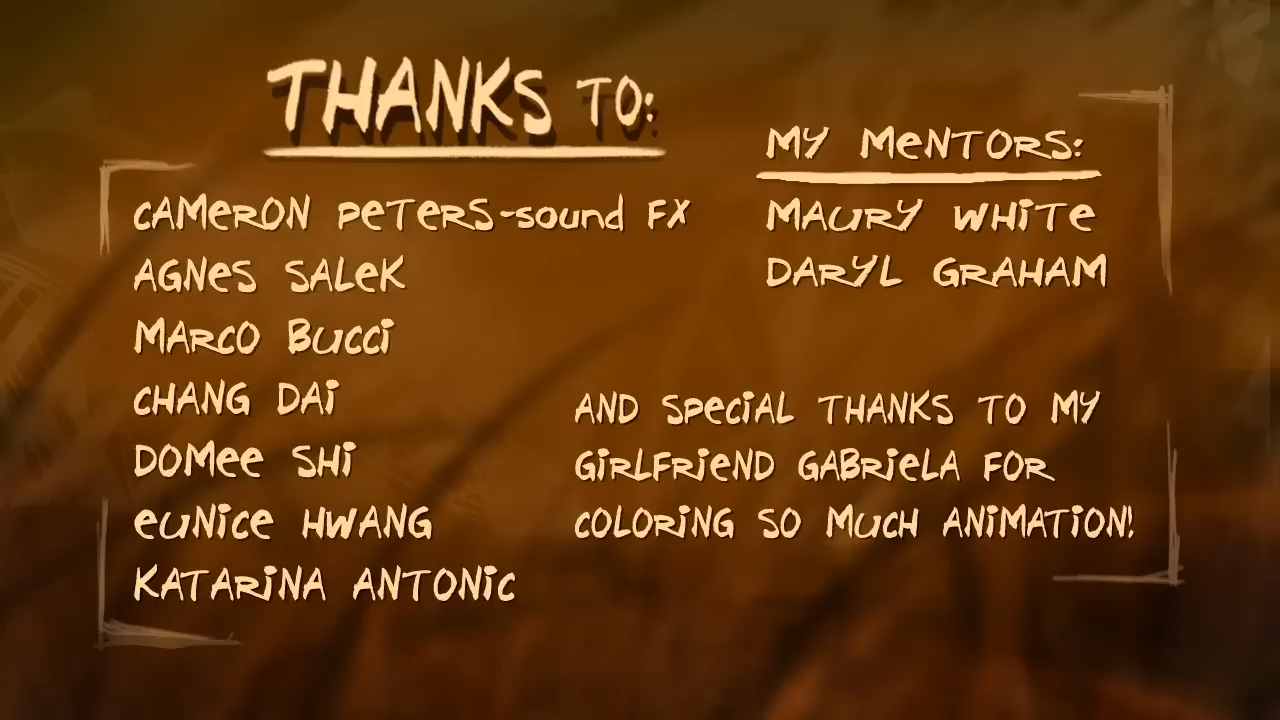 THANKS TO:
CAMERON PETERS-sound FX
AGNES SALEK
MARCO BUCCI
CHANG DAI
DOMEE SHI
EUNICE HWANG
KATARINA ANTONIC
MY MENTORS:
MAURY WHITE
DARYL GRAHAM
AND SPECIAL THANKS TO MY
GIRLFRIEND GABRIELA FOR
COLORING SO MUCH ANIMATION!